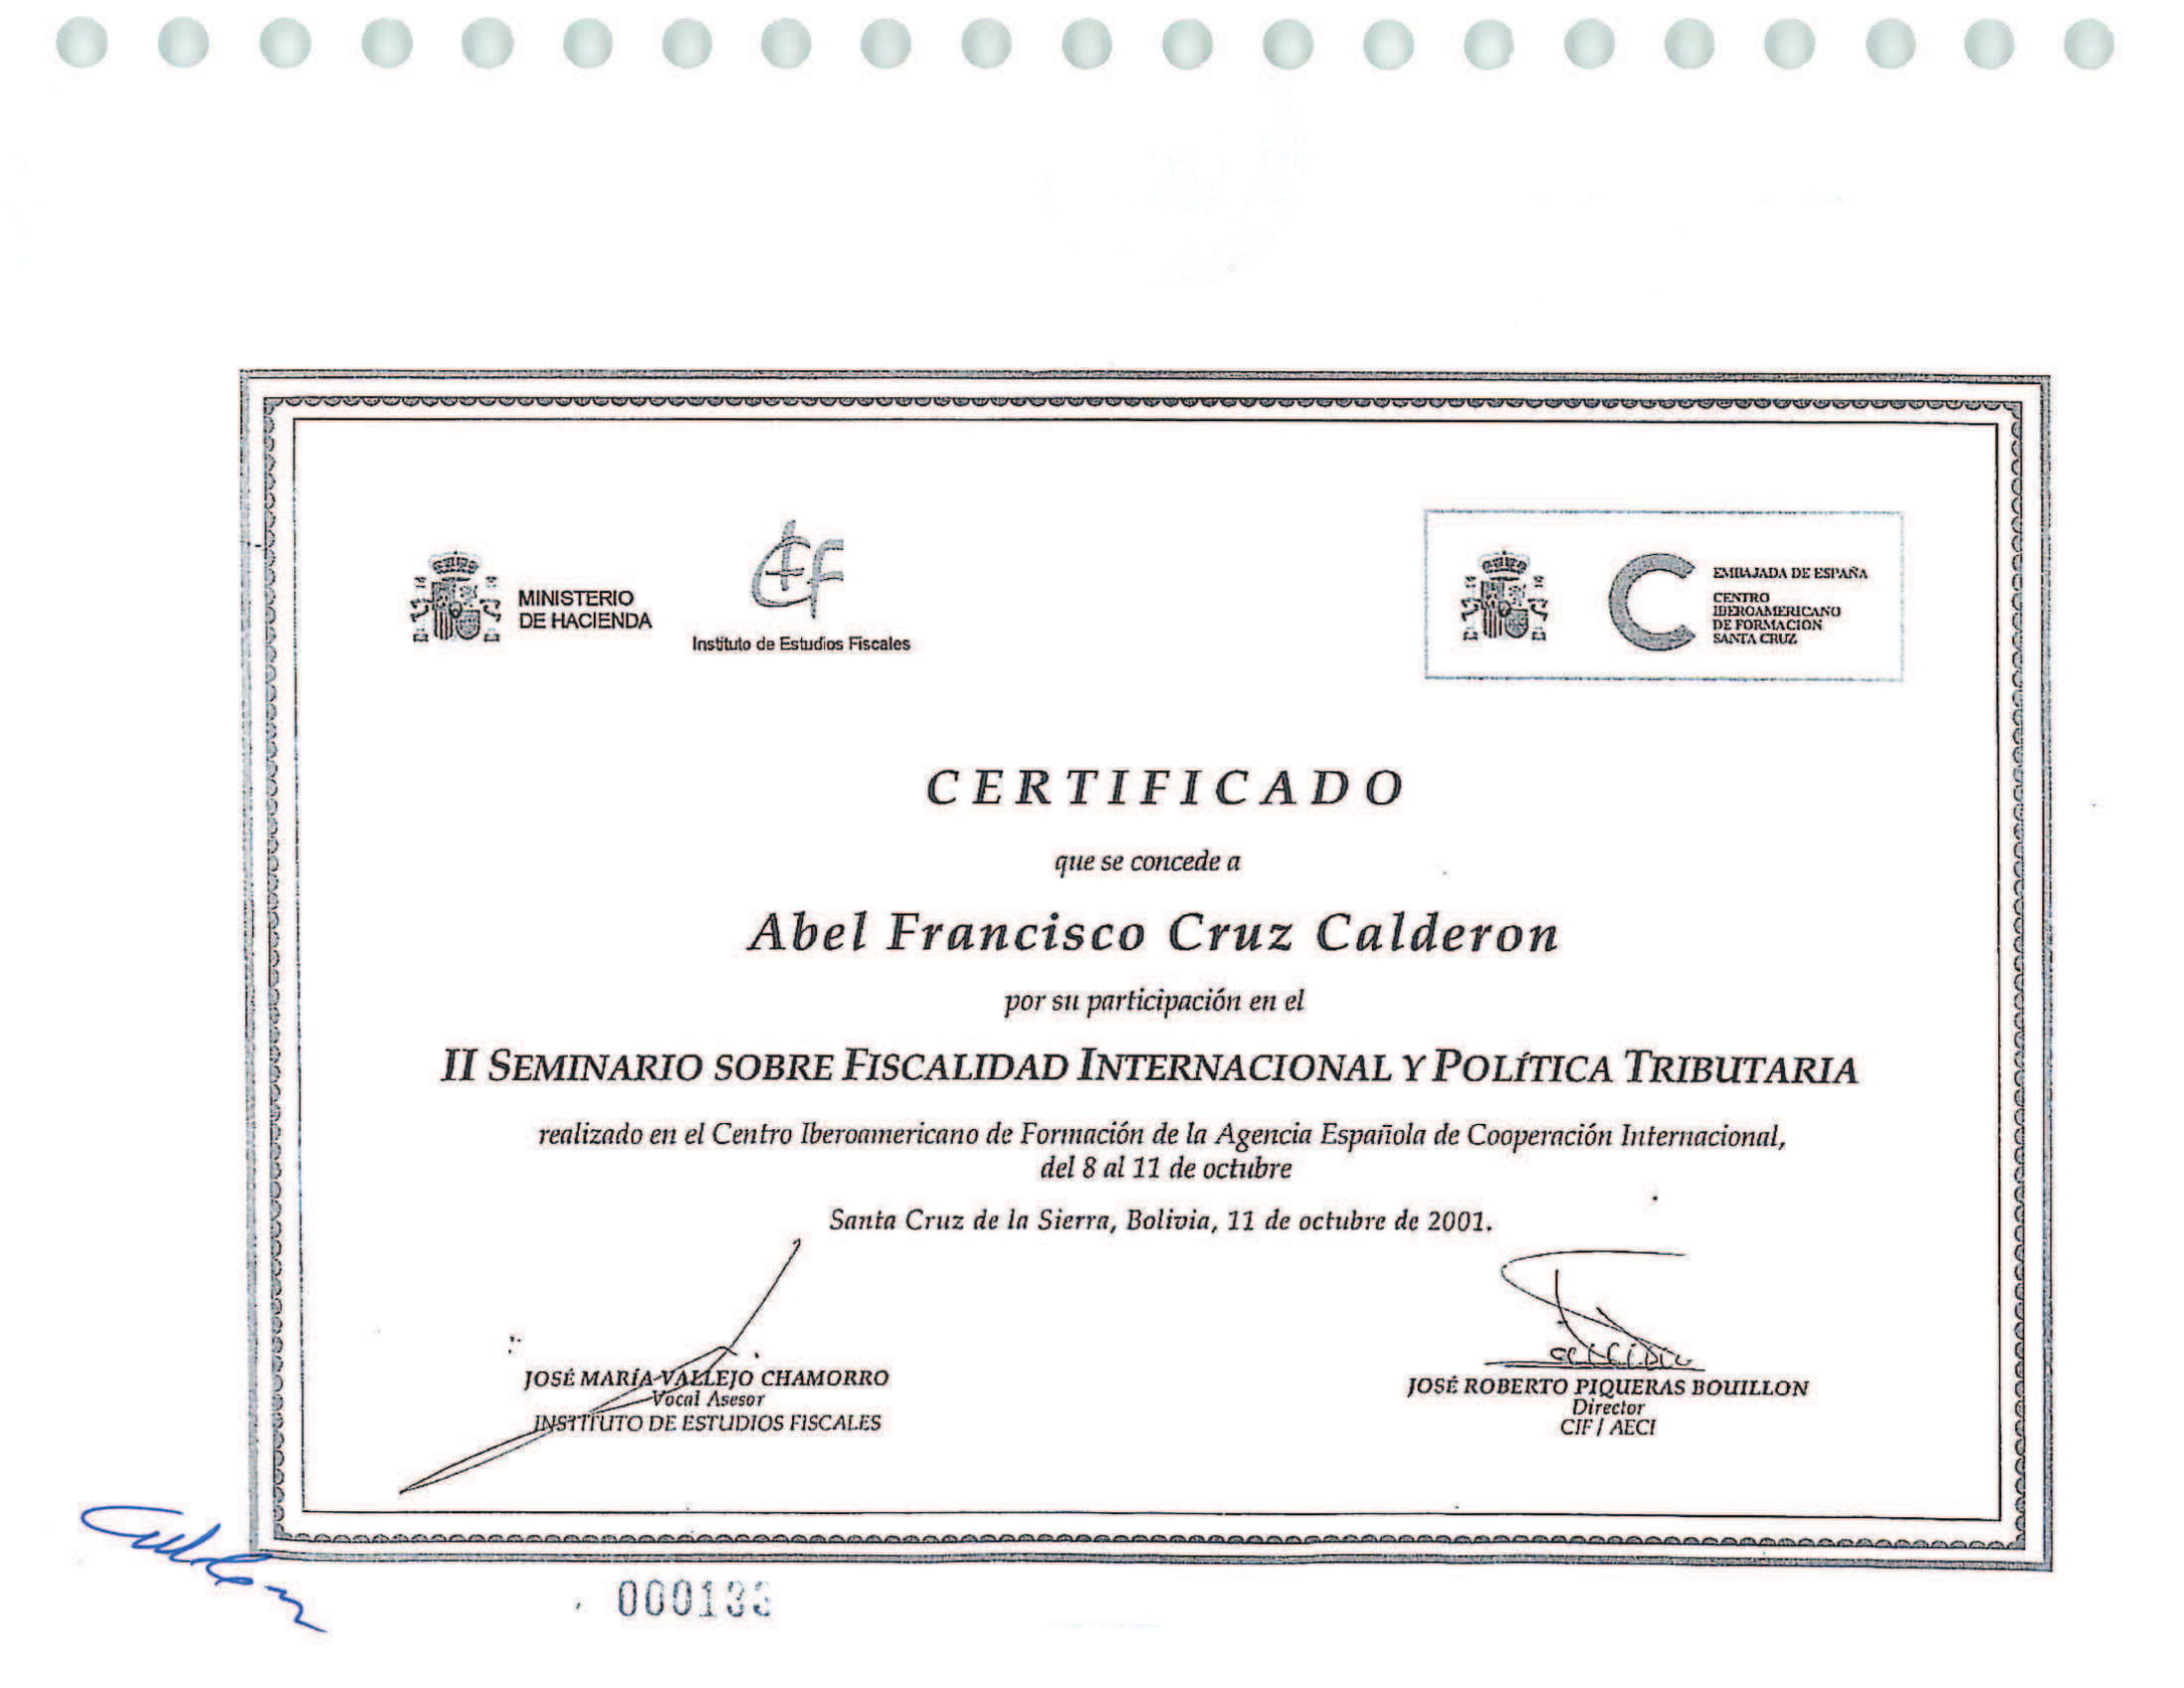 MINISTERIO
DE HACIENDA
Instituto de Estudios Fiscales
EMBAJADA DE ESPAÑA
CENTRO
IBEROAMERICANO
DE FORMACION
SANTA CRUZ
CERTIFICADO
que se concede a
Abel Francisco Cruz Calderon
por su participación en el
II SEMINARIO SOBRE FISCALIDAD INTERNACIONAL Y POLÍTICA TRIBUTARIA
realizado en el Centro Iberoamericano de Formación de la Agencia Española de Cooperación Internacional,
del 8 al 11 de octubre
Santa Cruz de la Sierra, Bolivia, 11 de octubre de 2001.
JOSÉ MARÍA VALLEJO CHAMORRO
Vocal Asesor
INSTITUTO DE ESTUDIOS FISCALES
JOSÉ ROBERTO PIQUERAS BOUILLON
Director
CIF / AECI